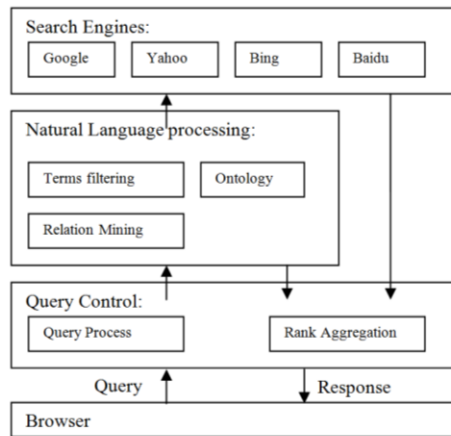 Search Engines:
Google Yahoo Bing Baidu
Natural Language processing:
Terms filtering Ontology
Relation Mining
Query Control:
Query Process Rank Aggregation
Query Response
Browser